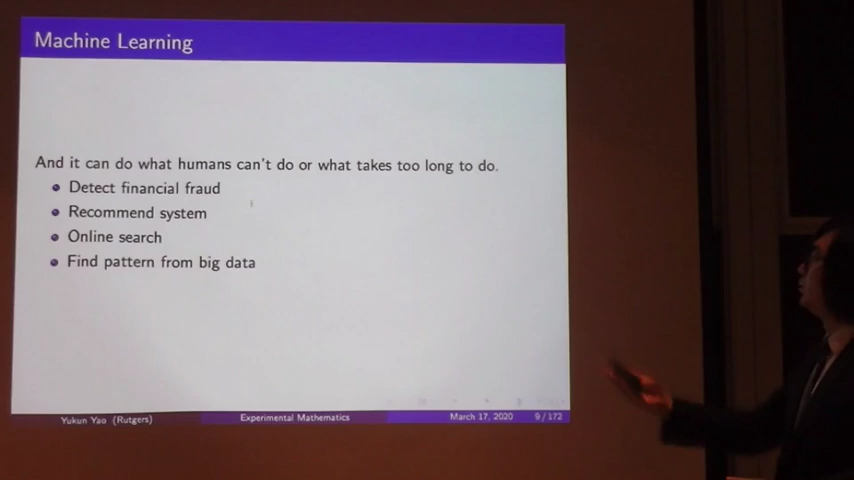 Machine Learning
And it can do what humans can't do or what takes too long to do.
Detect financial fraud
Recommend system
Online search
Find pattern from big data
Yukun Yao (Rutgers)
Experimental Mathematics
March 17, 2020
9 / 172